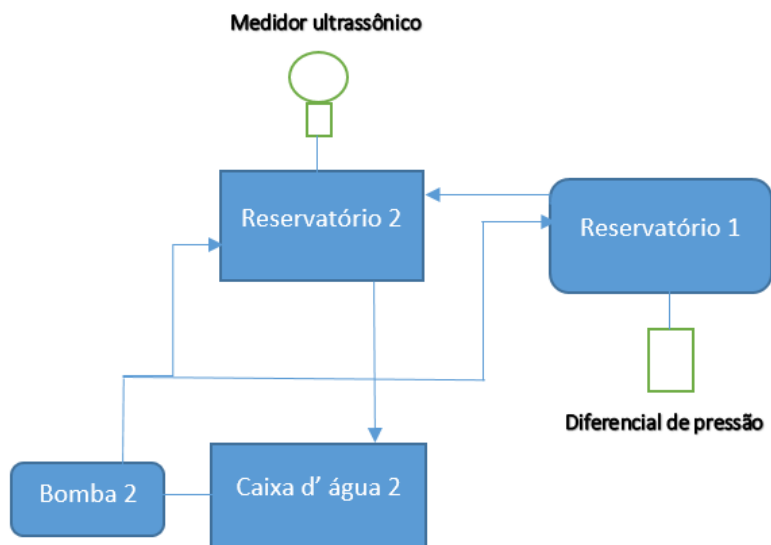 Medidor ultrassônico
Reservatório 2
Reservatório 1
Diferencial de pressão
Bomba 2
Caixa d' água 2